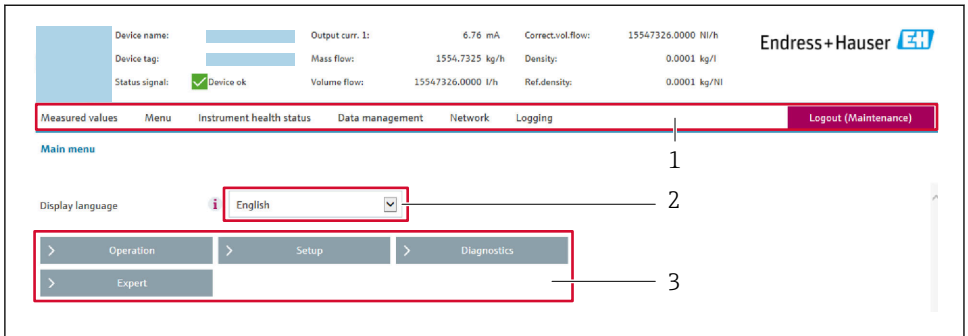 Device name: Output curr. 1: 6.76 mA Correct.vol.flow: 15547326.0000 Nl/h
Endress+Hauser EH
Device tag: Mass flow: 1554.7325 kg/h Density: 0.0001 kg/l
Status signal: Device ok Volume flow: 15547326.0000 l/h Ref.density: 0.0001 kg/Nl
Measured values Menu Instrument health status Data management Network Logging Logout (Maintenance)
1
Main menu
Display language i English 2
> Operation > Setup > Diagnostics
> Expert 3